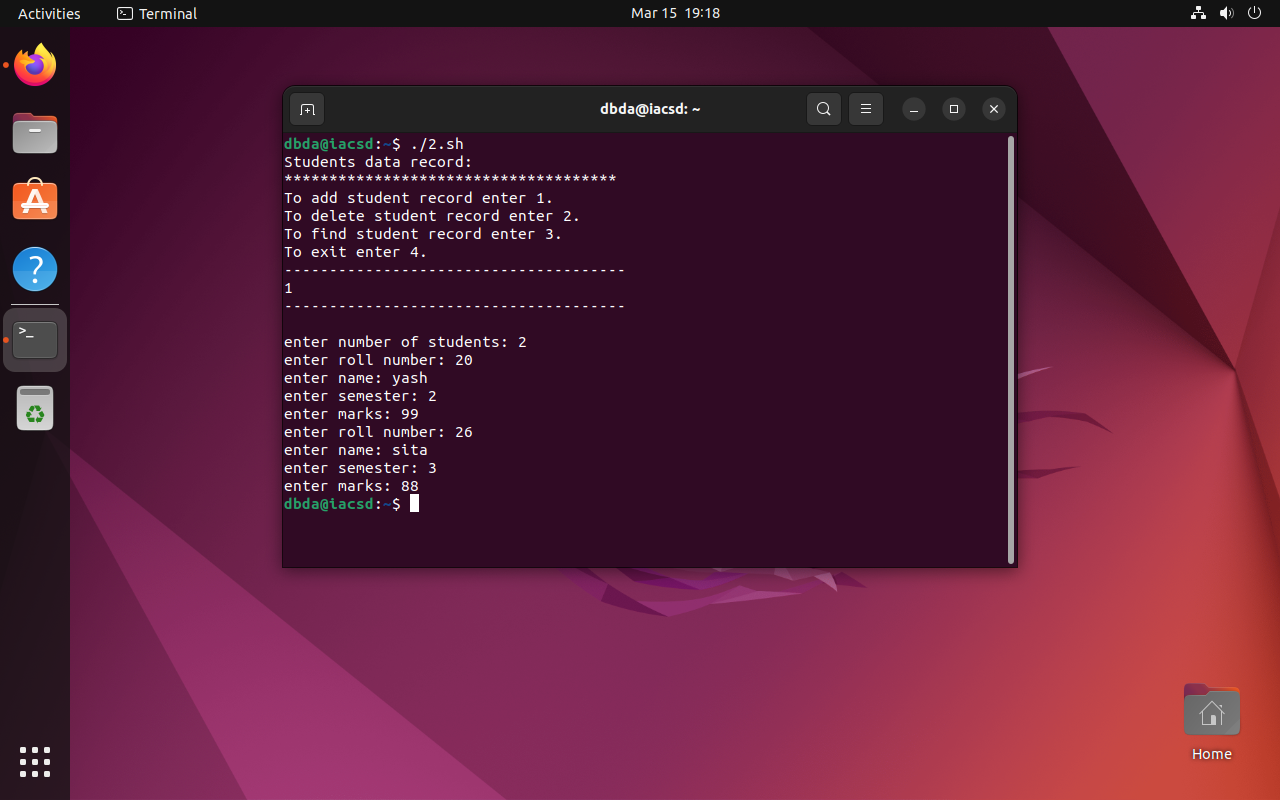 Activities
Terminal
Mar 15 19:18
dbda@iacsd: ~
dbda@iacsd:~$ ./2.sh
Students data record:
*************************************
To add student record enter 1.
To delete student record enter 2.
To find student record enter 3.
To exit enter 4.
--------------------------------------
1
--------------------------------------
enter number of students: 2
enter roll number: 20
enter name: yash
enter semester: 2
enter marks: 99
enter roll number: 26
enter name: sita
enter semester: 3
enter marks: 88
dbda@iacsd:~$
Home